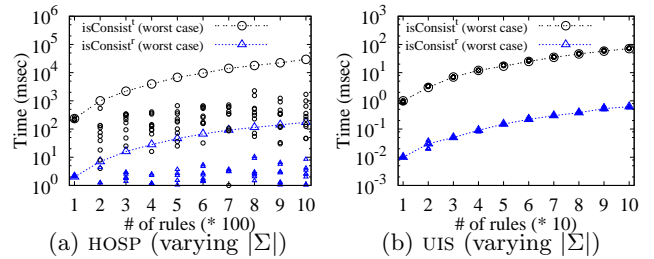 isConsist^t (worst case)
isConsist^r (worst case)
Time (msec)
10^6
10^5
10^4
10^3
10^2
10^1
10^0
1 2 3 4 5 6 7 8 9 10
# of rules (* 100)
(a) HOSP (varying |Σ|)
isConsist^t (worst case)
isConsist^r (worst case)
Time (msec)
10^3
10^2
10^1
10^0
10^-1
10^-2
10^-3
1 2 3 4 5 6 7 8 9 10
# of rules (* 10)
(b) UIS (varying |Σ|)